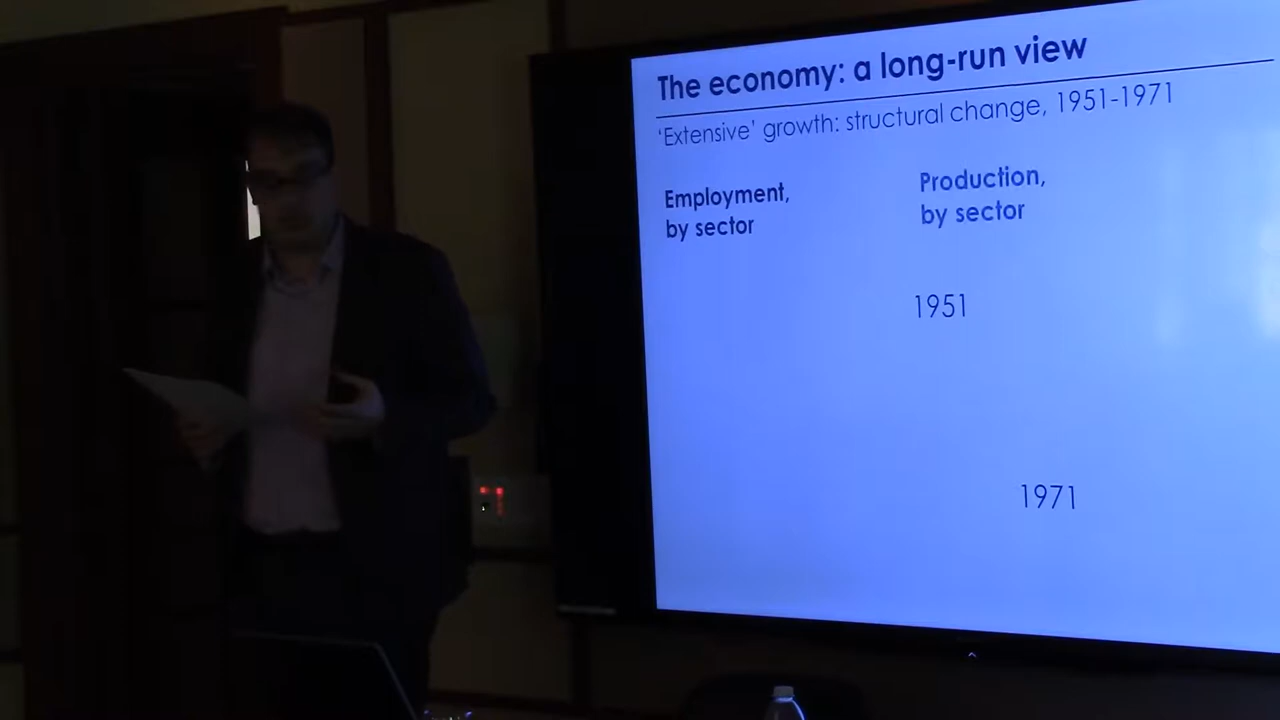 The economy: a long-run view
'Extensive' growth: structural change, 1951-1971
Employment,
by sector
Production,
by sector
1951
1971